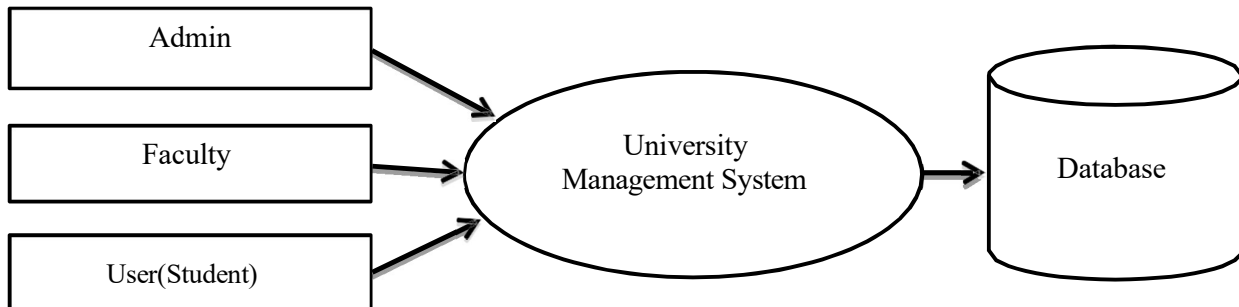 Admin
Faculty
User(Student)
University
Management System
Database